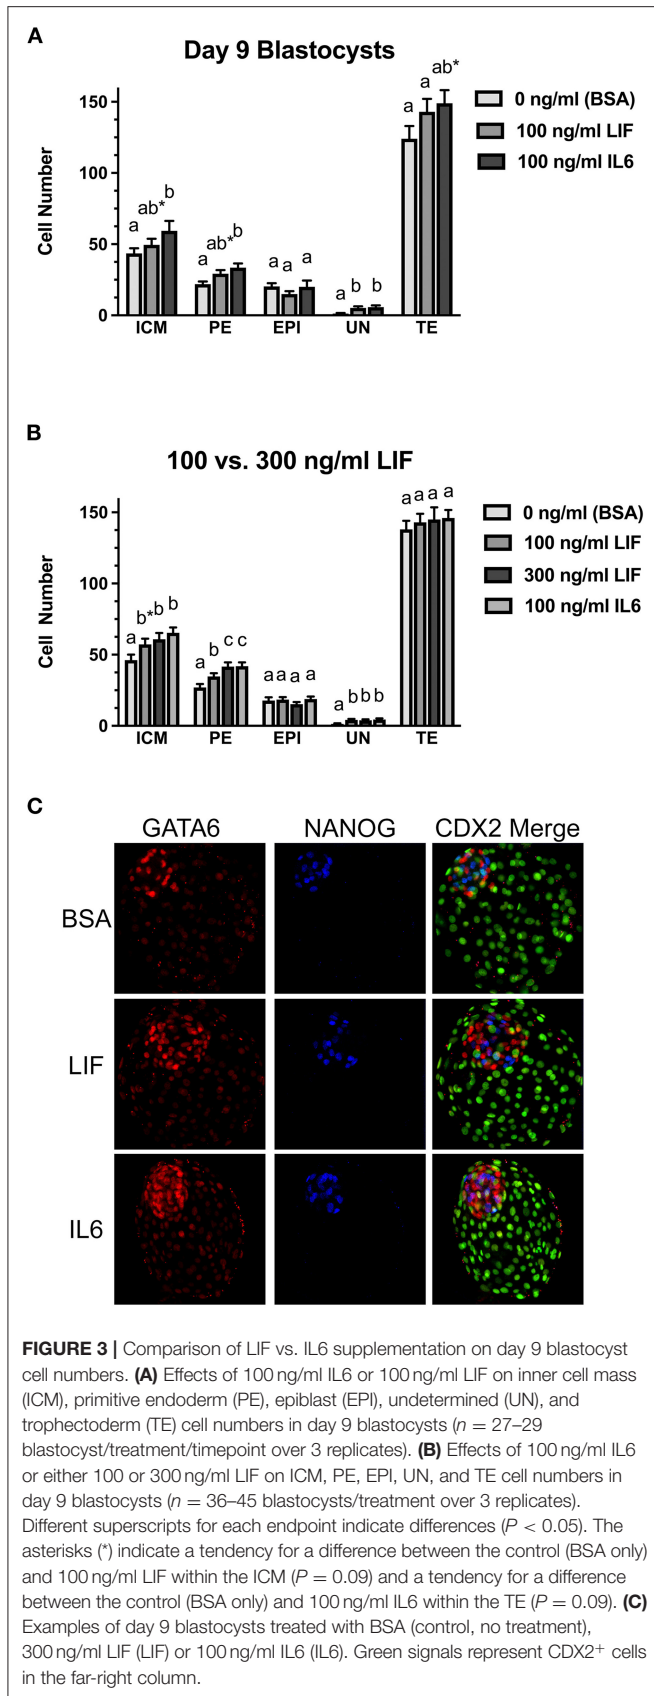 A
Day 9 Blastocysts
Cell Number
150
100
50
0
a
ab*
b
a
ab*
b
a
a
a
a
b
b
a
a
ab*
ICM
PE
EPI
UN
TE
0 ng/ml (BSA)
100 ng/ml LIF
100 ng/ml IL6
B
100 vs. 300 ng/ml LIF
Cell Number
150
100
50
0
a
b*
b
b
a
b
c
c
a
a
a
a
a
b
b
b
a
a
a
a
ICM
PE
EPI
UN
TE
0 ng/ml (BSA)
100 ng/ml LIF
300 ng/ml LIF
100 ng/ml IL6
C
GATA6
NANOG
CDX2 Merge
BSA
LIF
IL6
FIGURE 3 | Comparison of LIF vs. IL6 supplementation on day 9 blastocyst
cell numbers. (A) Effects of 100 ng/ml IL6 or 100 ng/ml LIF on inner cell mass
(ICM), primitive endoderm (PE), epiblast (EPI), undetermined (UN), and
trophectoderm (TE) cell numbers in day 9 blastocysts (n = 27–29
blastocyst/treatment/timepoint over 3 replicates). (B) Effects of 100 ng/ml IL6
or either 100 or 300 ng/ml LIF on ICM, PE, EPI, UN, and TE cell numbers in
day 9 blastocysts (n = 36–45 blastocysts/treatment over 3 replicates).
Different superscripts for each endpoint indicate differences (P < 0.05). The
asterisks (*) indicate a tendency for a difference between the control (BSA only)
and 100 ng/ml LIF within the ICM (P = 0.09) and a tendency for a difference
between the control (BSA only) and 100 ng/ml IL6 within the TE (P = 0.09). (C)
Examples of day 9 blastocysts treated with BSA (control, no treatment),
300 ng/ml LIF (LIF) or 100 ng/ml IL6 (IL6). Green signals represent CDX2⁺ cells
in the far-right column.